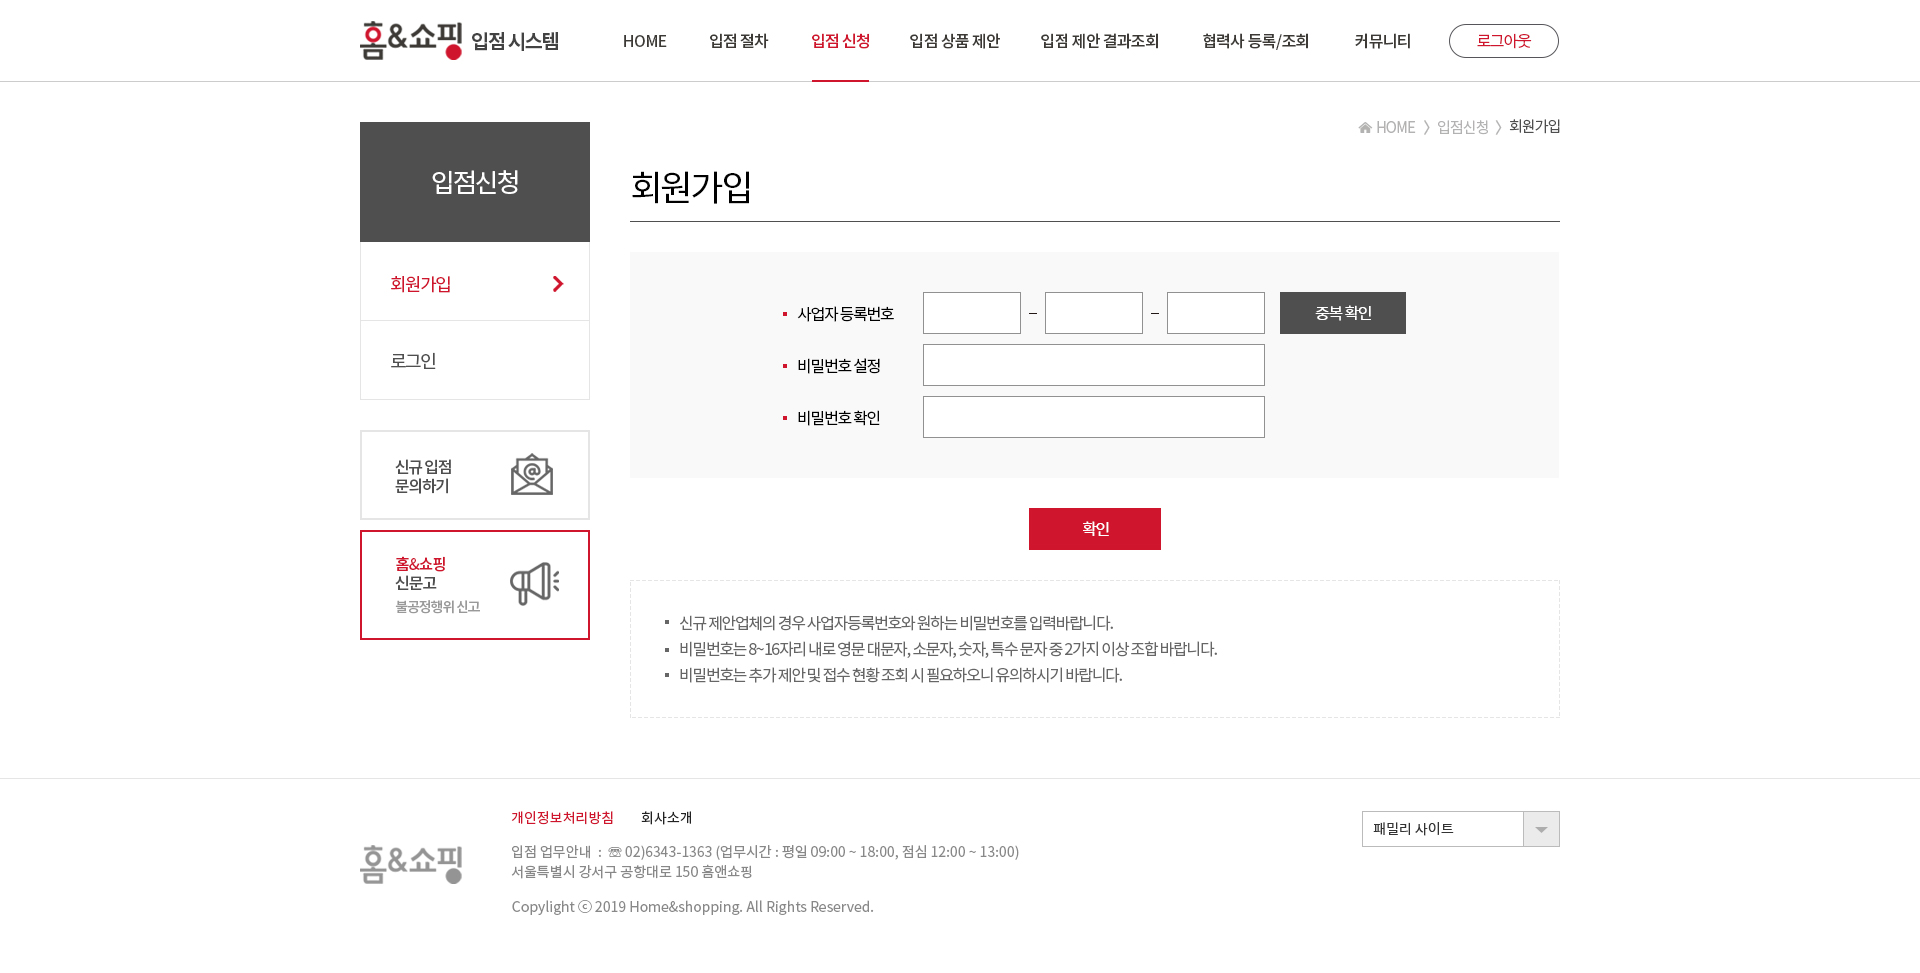 홈&쇼핑 입점 시스템
HOME
입점 절차
입점 신청
입점 상품 제안
입점 제안 결과조회
협력사 등록/조회
커뮤니티
로그아웃
HOME 〉 입점신청 〉 회원가입
입점신청
회원가입
로그인
신규 입점
문의하기
홈&쇼핑
신문고
불공정행위 신고
회원가입
사업자 등록번호 – – 중복 확인
비밀번호 설정
비밀번호 확인
확인
신규 제안업체의 경우 사업자등록번호와 원하는 비밀번호를 입력바랍니다.
비밀번호는 8~16자리 내로 영문 대문자, 소문자, 숫자, 특수 문자 중 2가지 이상 조합 바랍니다.
비밀번호는 추가 제안 및 접수 현황 조회 시 필요하오니 유의하시기 바랍니다.
홈&쇼핑
개인정보처리방침 회사소개
입점 업무안내 : ☏ 02)6343-1363 (업무시간 : 평일 09:00 ~ 18:00, 점심 12:00 ~ 13:00)
서울특별시 강서구 공항대로 150 홈앤쇼핑
Copylight ⓒ 2019 Home&shopping. All Rights Reserved.
패밀리 사이트